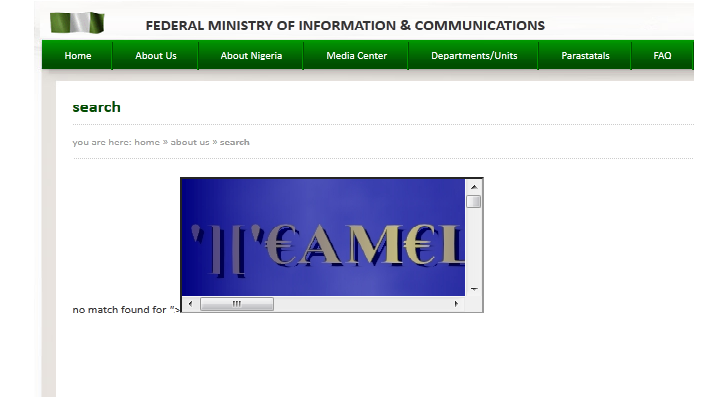 FEDERAL MINISTRY OF INFORMATION & COMMUNICATIONS
Home About Us About Nigeria Media Center Departments/Units Parastatals FAQ
search
you are here: home » about us » search
'||'€AM€L
no match found for ">